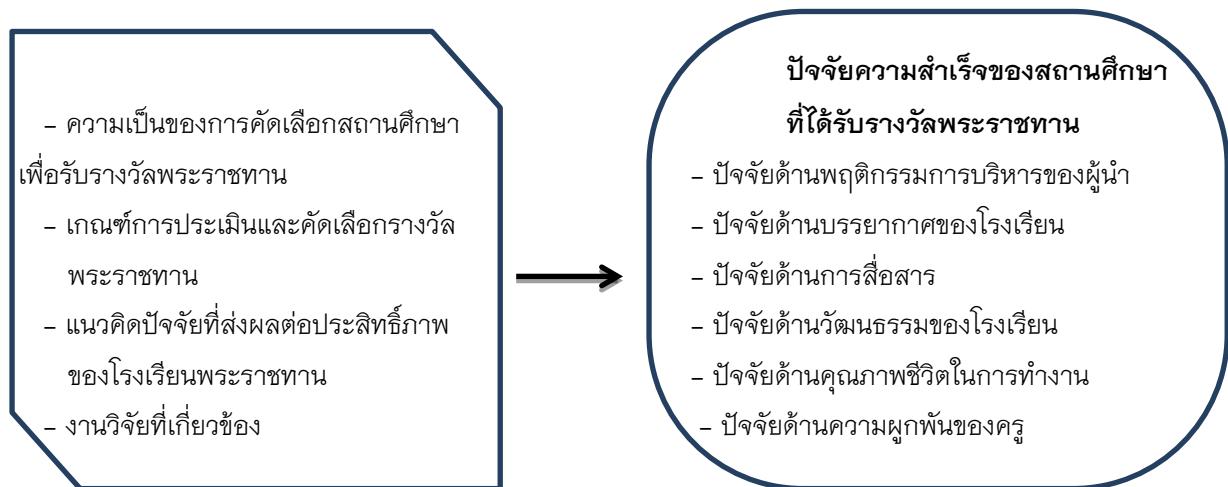 – ความเป็นของการคัดเลือกสถานศึกษา
เพื่อรับรางวัลพระราชทาน
– เกณฑ์การประเมินและคัดเลือกรางวัล
พระราชทาน
– แนวคิดปัจจัยที่ส่งผลต่อประสิทธิ์ภาพ
ของโรงเรียนพระราชทาน
– งานวิจัยที่เกี่ยวข้อง
ปัจจัยความสำเร็จของสถานศึกษา
ที่ได้รับรางวัลพระราชทาน
– ปัจจัยด้านพฤติกรรมการบริหารของผู้นำ
– ปัจจัยด้านบรรยากาศของโรงเรียน
– ปัจจัยด้านการสื่อสาร
– ปัจจัยด้านวัฒนธรรมของโรงเรียน
– ปัจจัยด้านคุณภาพชีวิตในการทำงาน
– ปัจจัยด้านความผูกพันของครู